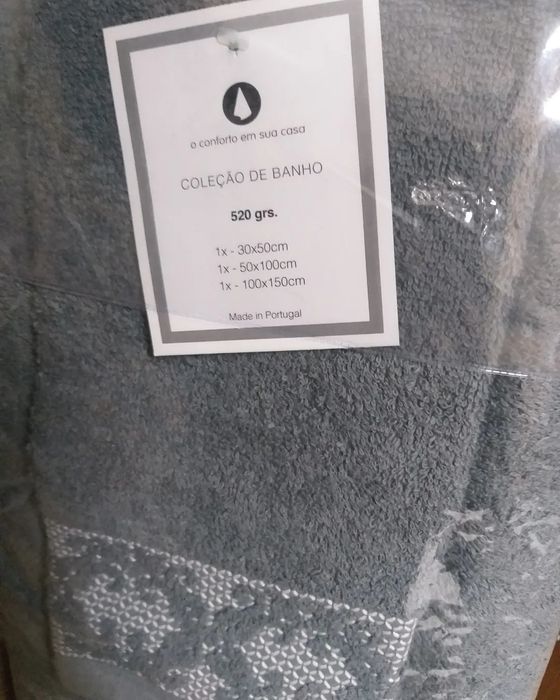 o conforto em sua casa
COLEÇÃO DE BANHO
520 grs.
1x - 30x50cm
1x - 50x100cm
1x - 100x150cm
Made in Portugal